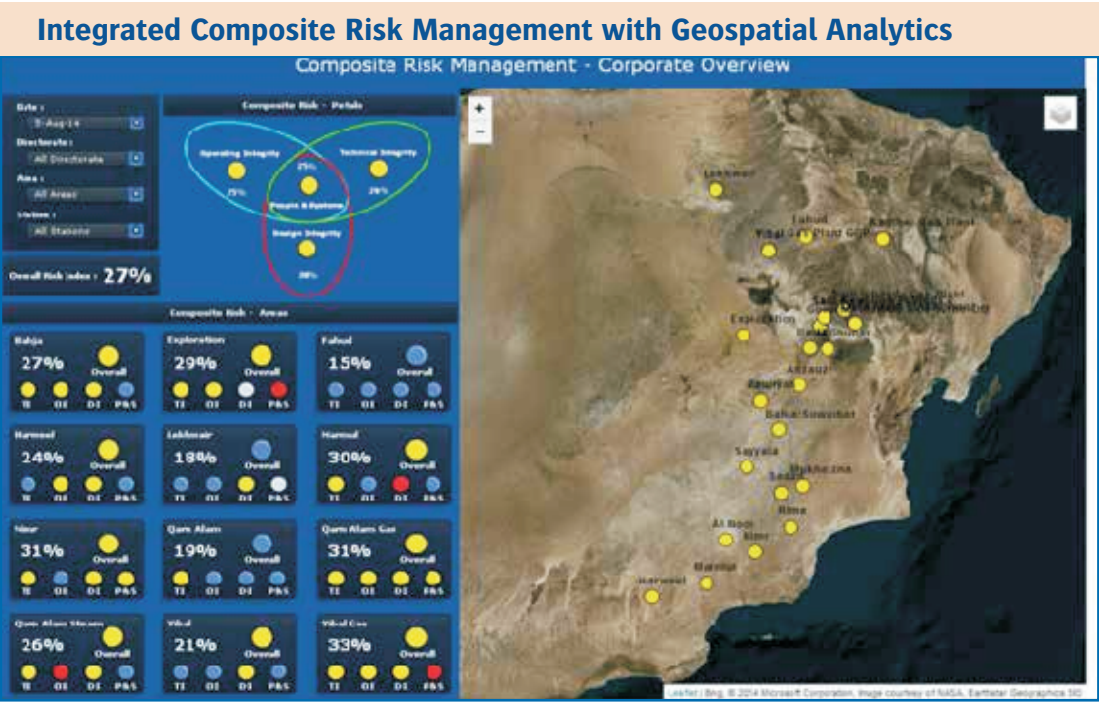 Integrated Composite Risk Management with Geospatial Analytics
Composite Risk Management - Corporate Overview
Date :
5-Aug-14
Directorate :
All Directorate
Area :
All Areas
Station :
All Stations
Overall Risk Index : 27%
Composite Risk - Petals
Operating Integrity
Technical Integrity
25%
People & Systems
Design Integrity
Composite Risk - Areas
Bahja
27%
Overall
TI OI DI P&S
Exploration
29%
Overall
TI OI DI P&S
Fahud
15%
Overall
TI OI DI P&S
Harweel
24%
Overall
TI OI DI P&S
Lekhwair
18%
Overall
TI OI DI P&S
Marmul
30%
Overall
TI OI DI P&S
Nimr
31%
Overall
TI OI DI P&S
Qarn Alam
19%
Overall
TI OI DI P&S
Qarn Alam Gas
31%
Overall
TI OI DI P&S
Qarn Alam Steam
26%
Overall
TI OI DI P&S
Yibal
21%
Overall
TI OI DI P&S
Yibal Gas
33%
Overall
TI OI DI P&S
+
−
Lekhwair
Fahud
Yibal
Exploration
Anzauz
Sayyala
Mukhaizna
Rima
Al Noor
Nimr
Marmul
Harweel
Leaflet | Bing, © 2014 Microsoft Corporation, Image courtesy of NASA, Earthstar Geographics SIO